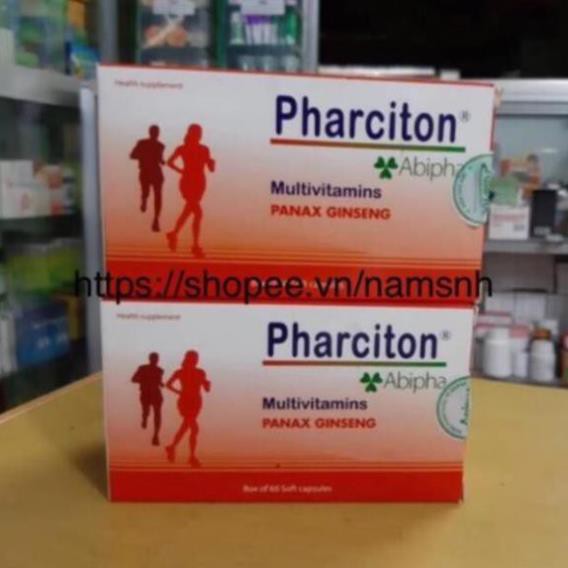 Health supplement
Pharciton®
Abipha
Multivitamins
PANAX GINSENG
https://shopee.vn/namsnh
Health supplement
Pharciton®
Abipha
Multivitamins
PANAX GINSENG
Box of 60 Soft capsules